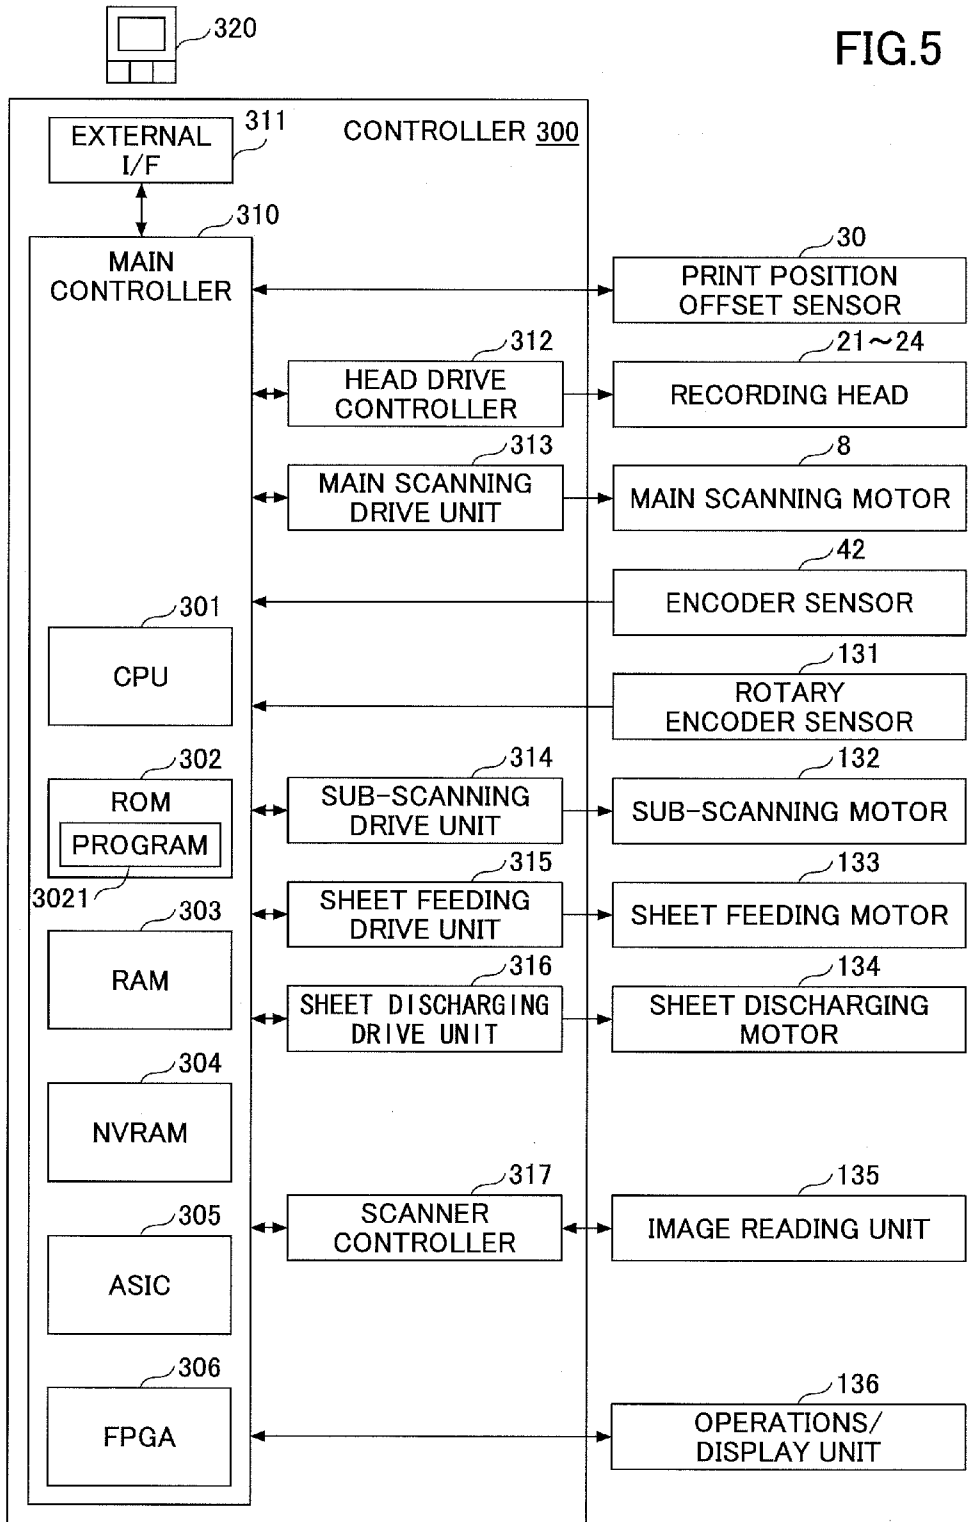 320
FIG.5
CONTROLLER 300
311
EXTERNAL
I/F
310
MAIN
CONTROLLER
30
PRINT POSITION
OFFSET SENSOR
312
HEAD DRIVE
CONTROLLER
21～24
RECORDING HEAD
313
MAIN SCANNING
DRIVE UNIT
8
MAIN SCANNING MOTOR
42
ENCODER SENSOR
301
CPU
131
ROTARY
ENCODER SENSOR
302
ROM
PROGRAM
3021
314
SUB-SCANNING
DRIVE UNIT
132
SUB-SCANNING MOTOR
315
SHEET FEEDING
DRIVE UNIT
133
SHEET FEEDING MOTOR
303
RAM
316
SHEET DISCHARGING
DRIVE UNIT
134
SHEET DISCHARGING
MOTOR
304
NVRAM
317
SCANNER
CONTROLLER
135
IMAGE READING UNIT
305
ASIC
306
FPGA
136
OPERATIONS/
DISPLAY UNIT